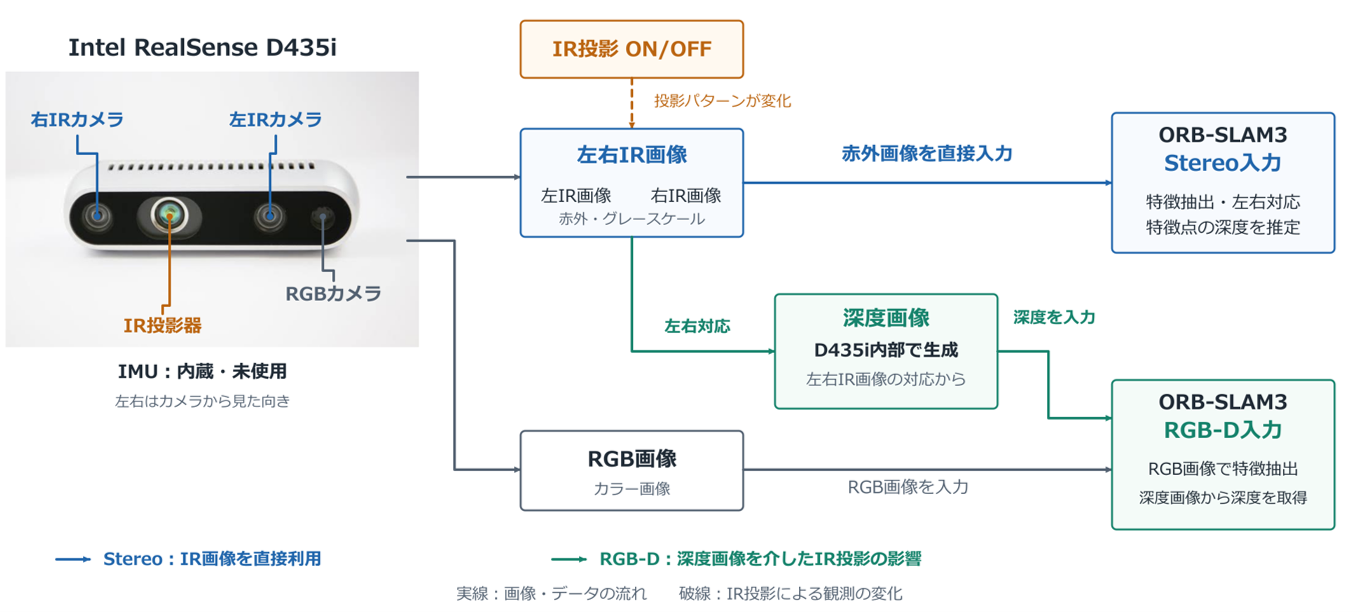 Intel RealSense D435i
右IRカメラ
左IRカメラ
RGBカメラ
IR投影器
IMU：内蔵・未使用
左右はカメラから見た向き
IR投影 ON/OFF
投影パターンが変化
左右IR画像
左IR画像 右IR画像
赤外・グレースケール
赤外画像を直接入力
ORB-SLAM3
Stereo入力
特徴抽出・左右対応
特徴点の深度を推定
左右対応
深度画像
D435i内部で生成
左右IR画像の対応から
深度を入力
RGB画像
カラー画像
RGB画像を入力
ORB-SLAM3
RGB-D入力
RGB画像で特徴抽出
深度画像から深度を取得
Stereo：IR画像を直接利用
RGB-D：深度画像を介したIR投影の影響
実線：画像・データの流れ 破線：IR投影による観測の変化